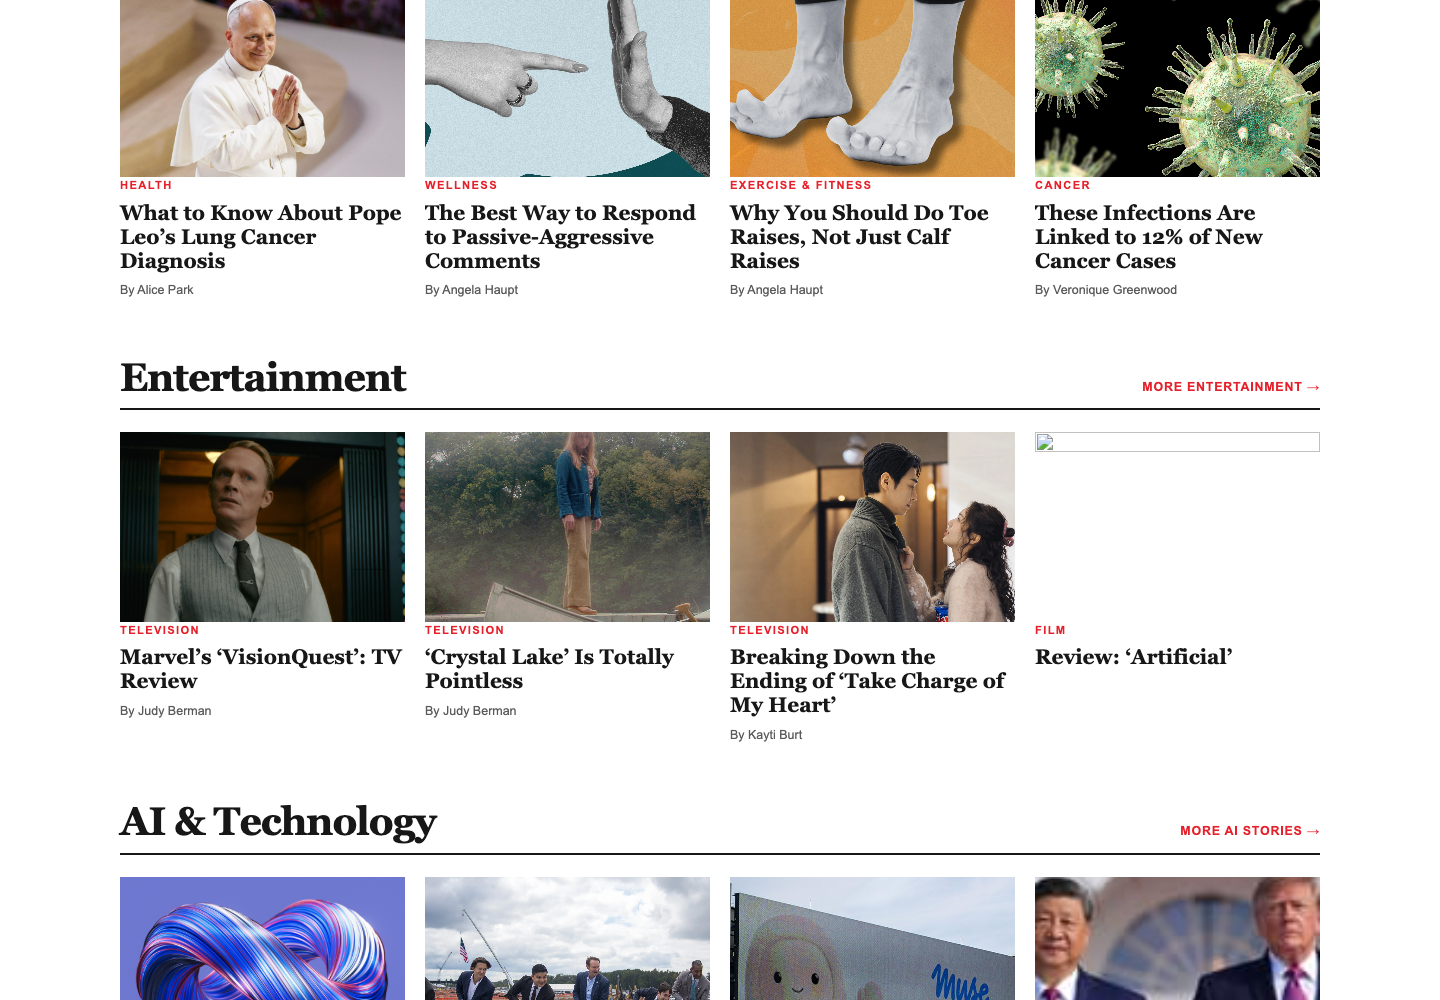 HEALTH
What to Know About Pope
Leo’s Lung Cancer
Diagnosis
By Alice Park
WELLNESS
The Best Way to Respond
to Passive-Aggressive
Comments
By Angela Haupt
EXERCISE & FITNESS
Why You Should Do Toe
Raises, Not Just Calf
Raises
By Angela Haupt
CANCER
These Infections Are
Linked to 12% of New
Cancer Cases
By Veronique Greenwood
Entertainment
MORE ENTERTAINMENT →
TELEVISION
Marvel’s ‘VisionQuest’: TV
Review
By Judy Berman
TELEVISION
‘Crystal Lake’ Is Totally
Pointless
By Judy Berman
TELEVISION
Breaking Down the
Ending of ‘Take Charge of
My Heart’
By Kayti Burt
FILM
Review: ‘Artificial’
AI & Technology
MORE AI STORIES →
Muse